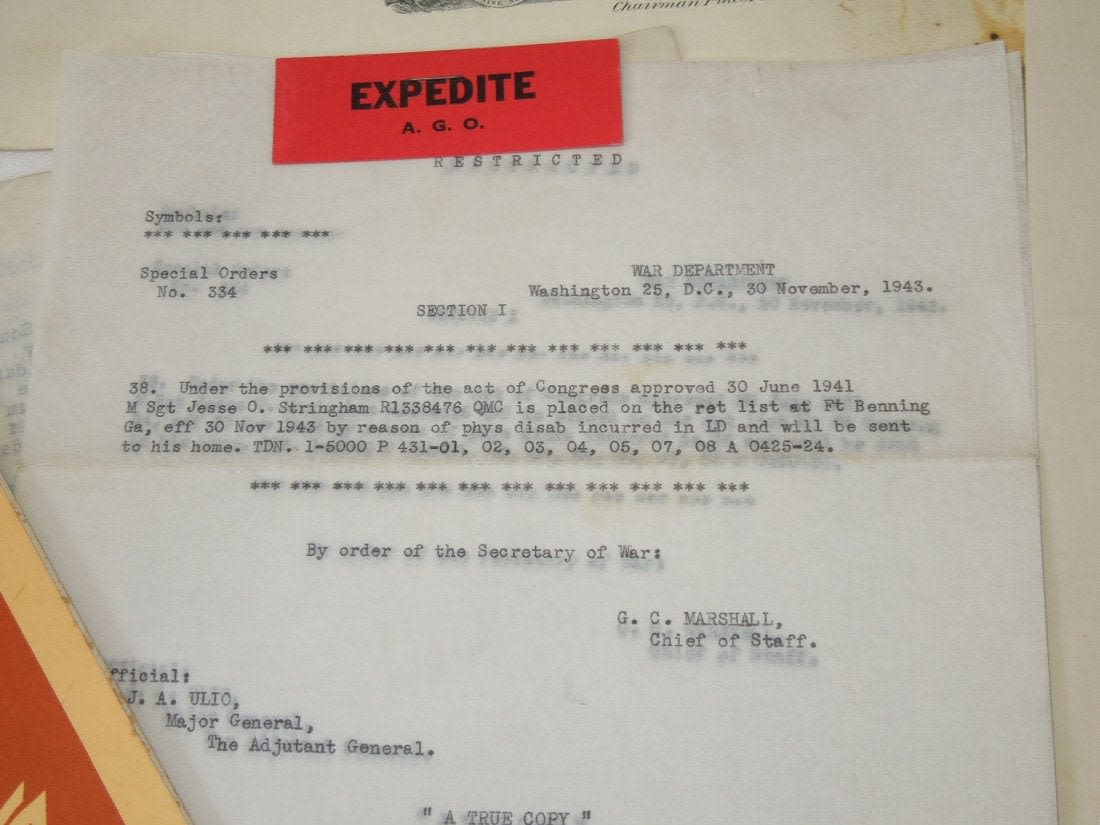 Chairman
EXPEDITE
A. G. O.
RESTRICTED
Symbols:
*** *** *** *** ***
Special Orders
No. 334
WAR DEPARTMENT
Washington 25, D.C., 30 November, 1943.
SECTION I
*** *** *** *** *** *** *** *** *** *** *** ***
38. Under the provisions of the act of Congress approved 30 June 1941
M Sgt Jesse O. Stringham R1338476 QMC is placed on the ret list at Ft Benning
Ga, eff 30 Nov 1943 by reason of phys disab incurred in LD and will be sent
to his home. TDN. 1-5000 P 431-01, 02, 03, 04, 05, 07, 08 A 0425-24.
*** *** *** *** *** *** *** *** *** *** *** ***
By order of the Secretary of War:
G. C. MARSHALL,
Chief of Staff.
fficial:
J. A. ULIO,
Major General,
The Adjutant General.
" A TRUE COPY "